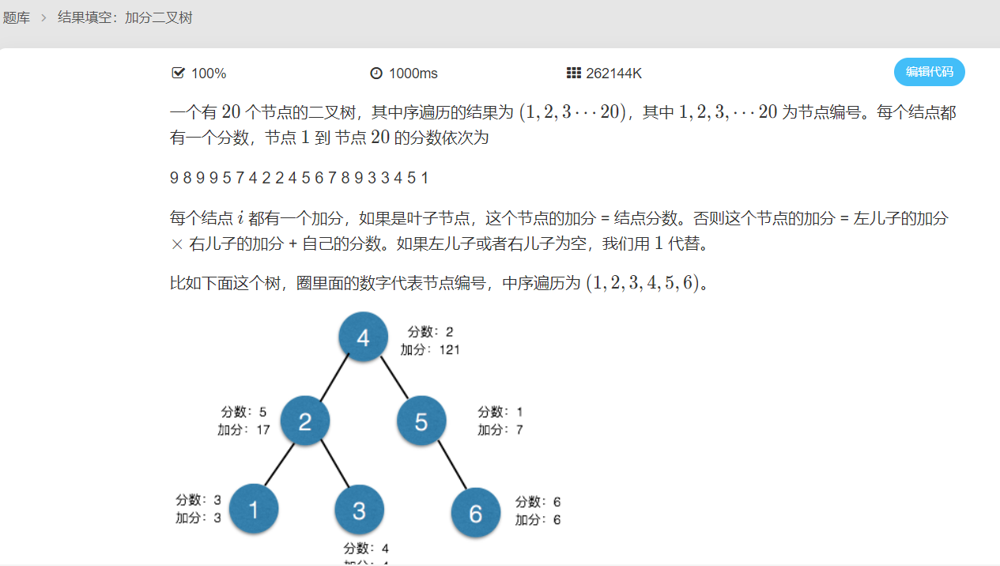 题库 > 结果填空：加分二叉树
100% 1000ms 262144K 编辑代码
一个有 20 个节点的二叉树，其中序遍历的结果为 (1, 2, 3 ⋯ 20)，其中 1, 2, 3, ⋯ 20 为节点编号。每个结点都
有一个分数，节点 1 到 节点 20 的分数依次为
9 8 9 9 5 7 4 2 2 4 5 6 7 8 9 3 3 4 5 1
每个结点 i 都有一个加分，如果是叶子节点，这个节点的加分 = 结点分数。否则这个节点的加分 = 左儿子的加分
× 右儿子的加分 + 自己的分数。如果左儿子或者右儿子为空，我们用 1 代替。
比如下面这个树，圈里面的数字代表节点编号，中序遍历为 (1, 2, 3, 4, 5, 6)。
4
分数：2
加分：121
分数：5
加分：17
2
5
分数：1
加分：7
分数：3
加分：3
1
3
6
分数：6
加分：6
分数：4